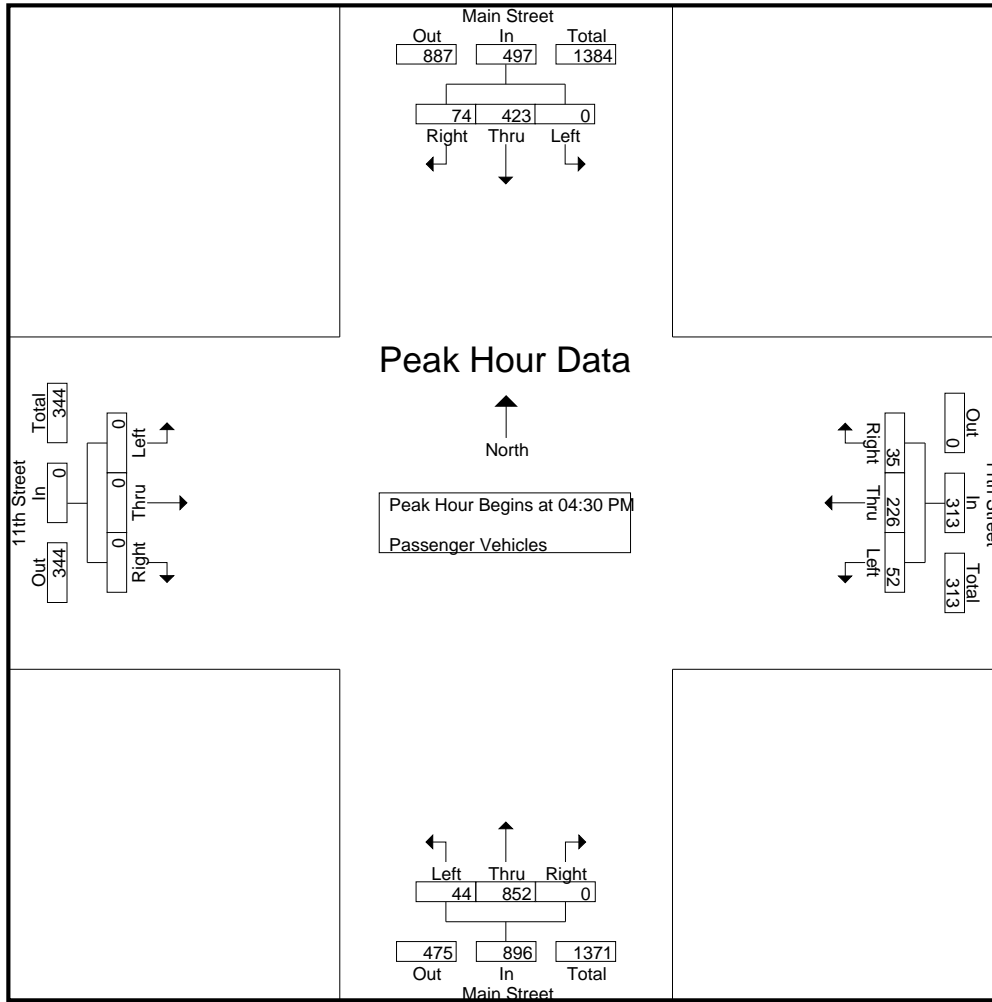 Main Street
Out In Total
887 497 1384
74 423 0
Right Thru Left
Peak Hour Data
North
Peak Hour Begins at 04:30 PM
Passenger Vehicles
11th Street
Out In Total
344 0 344
0 0 0
Right Thru Left
11th Street
Out In Total
0 313 313
35 226 52
Right Thru Left
Left Thru Right
44 852 0
475 896 1371
Out In Total
Main Street